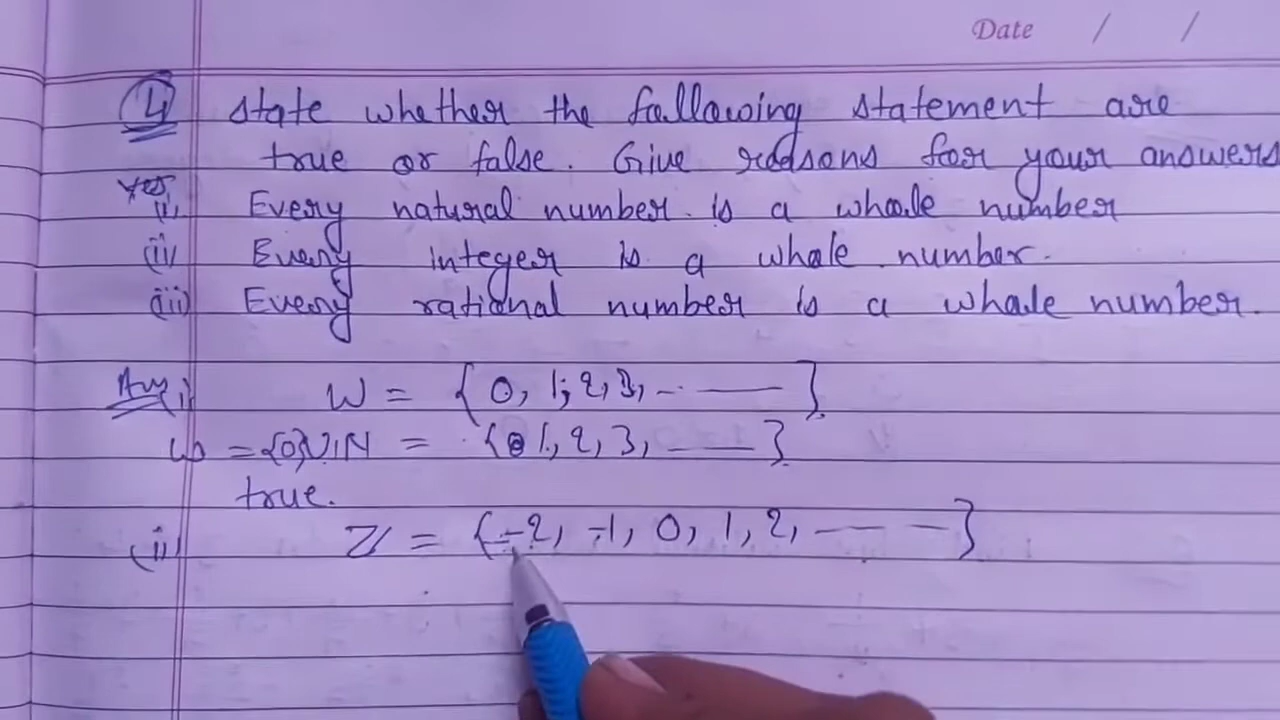 Date / /
4 State whether the following statement are
true or false. Give reasons for your answers
Yes
(i) Every natural number is a whole number
(ii) Every integer is a whole number.
(iii) Every rational number is a whole number.
Ans i) W = {0, 1, 2, 3, .. —— }
W = {0}UIN = {0 1, 2, 3, —— }
true.
(ii) Z = {-2, -1, 0, 1, 2, —— — }